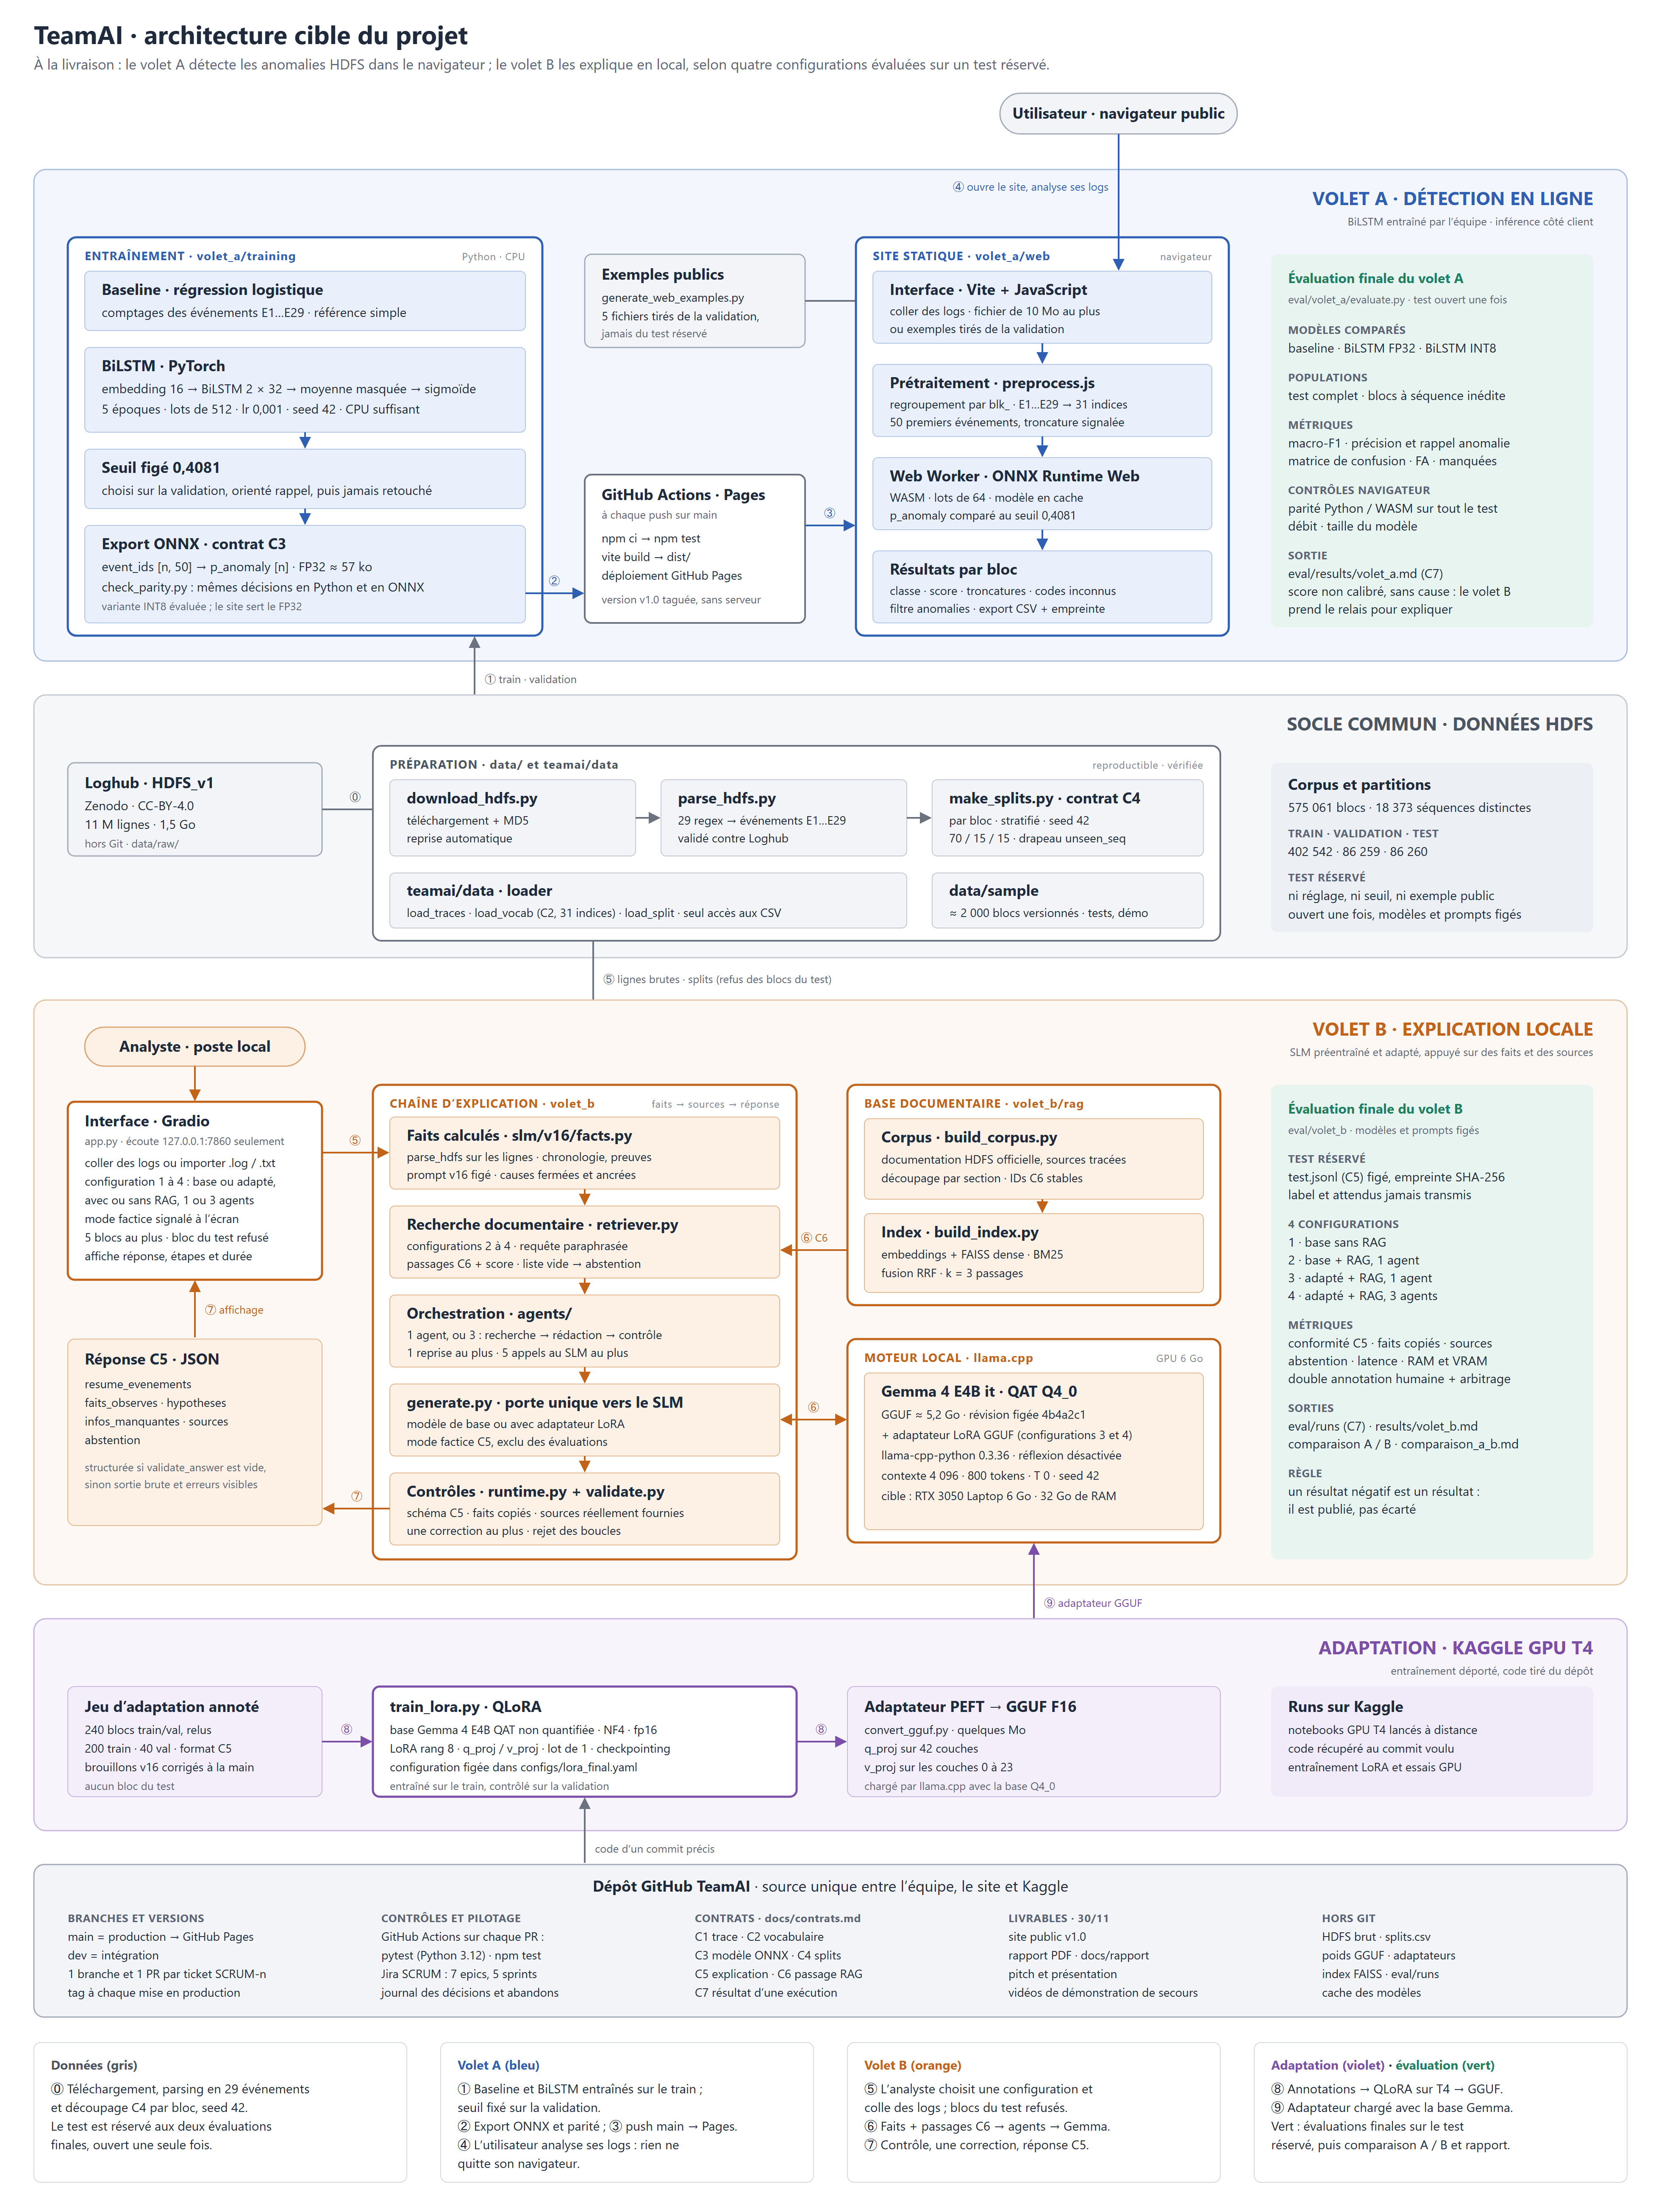 TeamAI · architecture cible du projet
À la livraison : le volet A détecte les anomalies HDFS dans le navigateur ; le volet B les explique en local, selon quatre configurations évaluées sur un test réservé.
Utilisateur · navigateur public
④ ouvre le site, analyse ses logs
VOLET A · DÉTECTION EN LIGNE
BiLSTM entraîné par l'équipe · inférence côté client
ENTRAÎNEMENT · volet_a/training
Python · CPU
Baseline · régression logistique
comptages des événements E1…E29 · référence simple
BiLSTM · PyTorch
embedding 16 → BiLSTM 2 × 32 → moyenne masquée → sigmoïde
5 époques · lots de 512 · lr 0,001 · seed 42 · CPU suffisant
Seuil figé 0,4081
choisi sur la validation, orienté rappel, puis jamais retouché
Export ONNX · contrat C3
event_ids [n, 50] → p_anomaly [n] · FP32 ≈ 57 ko
check_parity.py : mêmes décisions en Python et en ONNX
variante INT8 évaluée ; le site sert le FP32
②
Exemples publics
generate_web_examples.py
5 fichiers tirés de la validation,
jamais du test réservé
GitHub Actions · Pages
à chaque push sur main
npm ci → npm test
vite build → dist/
déploiement GitHub Pages
version v1.0 taguée, sans serveur
③
SITE STATIQUE · volet_a/web
navigateur
Interface · Vite + JavaScript
coller des logs · fichier de 10 Mo au plus
ou exemples tirés de la validation
Prétraitement · preprocess.js
regroupement par blk_ · E1…E29 → 31 indices
50 premiers événements, troncature signalée
Web Worker · ONNX Runtime Web
WASM · lots de 64 · modèle en cache
p_anomaly comparé au seuil 0,4081
Résultats par bloc
classe · score · troncatures · codes inconnus
filtre anomalies · export CSV + empreinte
Évaluation finale du volet A
eval/volet_a/evaluate.py · test ouvert une fois
MODÈLES COMPARÉS
baseline · BiLSTM FP32 · BiLSTM INT8
POPULATIONS
test complet · blocs à séquence inédite
MÉTRIQUES
macro-F1 · précision et rappel anomalie
matrice de confusion · FA · manquées
CONTRÔLES NAVIGATEUR
parité Python / WASM sur tout le test
débit · taille du modèle
SORTIE
eval/results/volet_a.md (C7)
score non calibré, sans cause : le volet B
prend le relais pour expliquer
① train · validation
SOCLE COMMUN · DONNÉES HDFS
Loghub · HDFS_v1
Zenodo · CC-BY-4.0
11 M lignes · 1,5 Go
hors Git · data/raw/
⓪
PRÉPARATION · data/ et teamai/data
reproductible · vérifiée
download_hdfs.py
téléchargement + MD5
reprise automatique
parse_hdfs.py
29 regex → événements E1…E29
validé contre Loghub
make_splits.py · contrat C4
par bloc · stratifié · seed 42
70 / 15 / 15 · drapeau unseen_seq
teamai/data · loader
load_traces · load_vocab (C2, 31 indices) · load_split · seul accès aux CSV
data/sample
≈ 2 000 blocs versionnés · tests, démo
Corpus et partitions
575 061 blocs · 18 373 séquences distinctes
TRAIN · VALIDATION · TEST
402 542 · 86 259 · 86 260
TEST RÉSERVÉ
ni réglage, ni seuil, ni exemple public
ouvert une fois, modèles et prompts figés
⑤ lignes brutes · splits (refus des blocs du test)
VOLET B · EXPLICATION LOCALE
SLM préentraîné et adapté, appuyé sur des faits et des sources
Analyste · poste local
Interface · Gradio
app.py · écoute 127.0.0.1:7860 seulement
coller des logs ou importer .log / .txt
configuration 1 à 4 : base ou adapté,
avec ou sans RAG, 1 ou 3 agents
mode factice signalé à l'écran
5 blocs au plus · bloc du test refusé
affiche réponse, étapes et durée
⑤
⑦ affichage
Réponse C5 · JSON
resume_evenements
faits_observes · hypotheses
infos_manquantes · sources
abstention
structurée si validate_answer est vide,
sinon sortie brute et erreurs visibles
⑦
CHAÎNE D'EXPLICATION · volet_b
faits → sources → réponse
Faits calculés · slm/v16/facts.py
parse_hdfs sur les lignes · chronologie, preuves
prompt v16 figé · causes fermées et ancrées
Recherche documentaire · retriever.py
configurations 2 à 4 · requête paraphrasée
passages C6 + score · liste vide → abstention
Orchestration · agents/
1 agent, ou 3 : recherche → rédaction → contrôle
1 reprise au plus · 5 appels au SLM au plus
generate.py · porte unique vers le SLM
modèle de base ou avec adaptateur LoRA
mode factice C5, exclu des évaluations
Contrôles · runtime.py + validate.py
schéma C5 · faits copiés · sources réellement fournies
une correction au plus · rejet des boucles
⑥ C6
⑥
BASE DOCUMENTAIRE · volet_b/rag
Corpus · build_corpus.py
documentation HDFS officielle, sources tracées
découpage par section · IDs C6 stables
Index · build_index.py
embeddings + FAISS dense · BM25
fusion RRF · k = 3 passages
MOTEUR LOCAL · llama.cpp
GPU 6 Go
Gemma 4 E4B it · QAT Q4_0
GGUF ≈ 5,2 Go · révision figée 4b4a2c1
+ adaptateur LoRA GGUF (configurations 3 et 4)
llama-cpp-python 0.3.36 · réflexion désactivée
contexte 4 096 · 800 tokens · T 0 · seed 42
cible : RTX 3050 Laptop 6 Go · 32 Go de RAM
Évaluation finale du volet B
eval/volet_b · modèles et prompts figés
TEST RÉSERVÉ
test.jsonl (C5) figé, empreinte SHA-256
label et attendus jamais transmis
4 CONFIGURATIONS
1 · base sans RAG
2 · base + RAG, 1 agent
3 · adapté + RAG, 1 agent
4 · adapté + RAG, 3 agents
MÉTRIQUES
conformité C5 · faits copiés · sources
abstention · latence · RAM et VRAM
double annotation humaine + arbitrage
SORTIES
eval/runs (C7) · results/volet_b.md
comparaison A / B · comparaison_a_b.md
RÈGLE
un résultat négatif est un résultat :
il est publié, pas écarté
⑨ adaptateur GGUF
ADAPTATION · KAGGLE GPU T4
entraînement déporté, code tiré du dépôt
Jeu d'adaptation annoté
240 blocs train/val, relus
200 train · 40 val · format C5
brouillons v16 corrigés à la main
aucun bloc du test
⑧
train_lora.py · QLoRA
base Gemma 4 E4B QAT non quantifiée · NF4 · fp16
LoRA rang 8 · q_proj / v_proj · lot de 1 · checkpointing
configuration figée dans configs/lora_final.yaml
entraîné sur le train, contrôlé sur la validation
⑧
Adaptateur PEFT → GGUF F16
convert_gguf.py · quelques Mo
q_proj sur 42 couches
v_proj sur les couches 0 à 23
chargé par llama.cpp avec la base Q4_0
Runs sur Kaggle
notebooks GPU T4 lancés à distance
code récupéré au commit voulu
entraînement LoRA et essais GPU
code d'un commit précis
Dépôt GitHub TeamAI · source unique entre l'équipe, le site et Kaggle
BRANCHES ET VERSIONS
main = production → GitHub Pages
dev = intégration
1 branche et 1 PR par ticket SCRUM-n
tag à chaque mise en production
CONTRÔLES ET PILOTAGE
GitHub Actions sur chaque PR :
pytest (Python 3.12) · npm test
Jira SCRUM : 7 epics, 5 sprints
journal des décisions et abandons
CONTRATS · docs/contrats.md
C1 trace · C2 vocabulaire
C3 modèle ONNX · C4 splits
C5 explication · C6 passage RAG
C7 résultat d'une exécution
LIVRABLES · 30/11
site public v1.0
rapport PDF · docs/rapport
pitch et présentation
vidéos de démonstration de secours
HORS GIT
HDFS brut · splits.csv
poids GGUF · adaptateurs
index FAISS · eval/runs
cache des modèles
Données (gris)
⓪ Téléchargement, parsing en 29 événements
et découpage C4 par bloc, seed 42.
Le test est réservé aux deux évaluations
finales, ouvert une seule fois.
Volet A (bleu)
① Baseline et BiLSTM entraînés sur le train ;
seuil fixé sur la validation.
② Export ONNX et parité ; ③ push main → Pages.
④ L'utilisateur analyse ses logs : rien ne
quitte son navigateur.
Volet B (orange)
⑤ L'analyste choisit une configuration et
colle des logs ; blocs du test refusés.
⑥ Faits + passages C6 → agents → Gemma.
⑦ Contrôle, une correction, réponse C5.
Adaptation (violet) · évaluation (vert)
⑧ Annotations → QLoRA sur T4 → GGUF.
⑨ Adaptateur chargé avec la base Gemma.
Vert : évaluations finales sur le test
réservé, puis comparaison A / B et rapport.